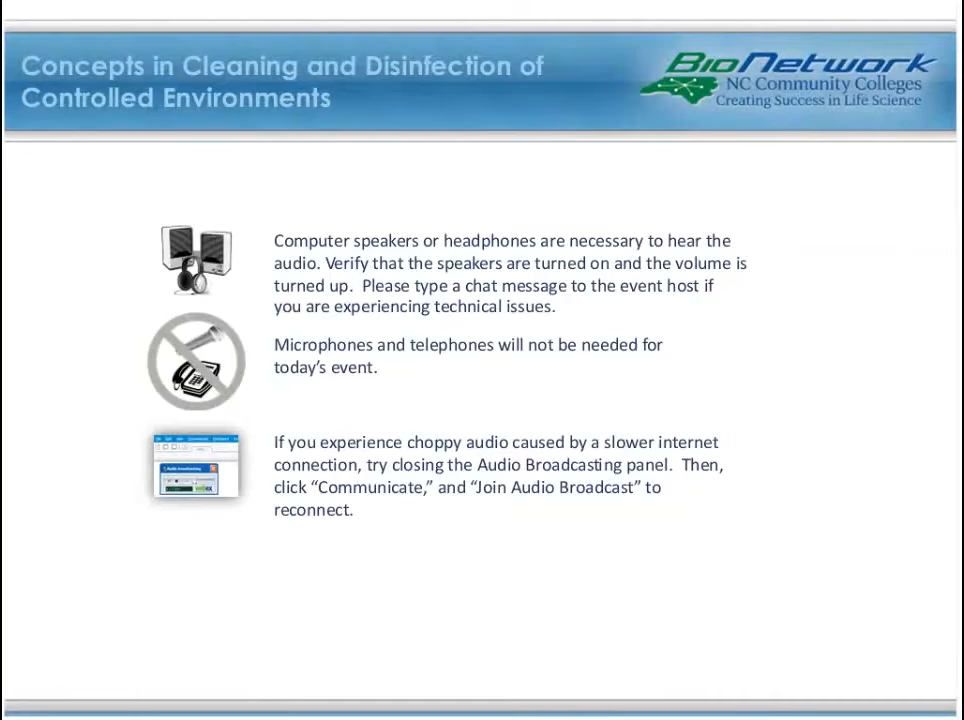 Concepts in Cleaning and Disinfection of
Controlled Environments
BioNetwork
NC Community Colleges
Creating Success in Life Science
Computer speakers or headphones are necessary to hear the
audio. Verify that the speakers are turned on and the volume is
turned up.  Please type a chat message to the event host if
you are experiencing technical issues.
Microphones and telephones will not be needed for
today’s event.
Audio Broadcasting
If you experience choppy audio caused by a slower internet
connection, try closing the Audio Broadcasting panel.  Then,
click “Communicate,” and “Join Audio Broadcast” to
reconnect.